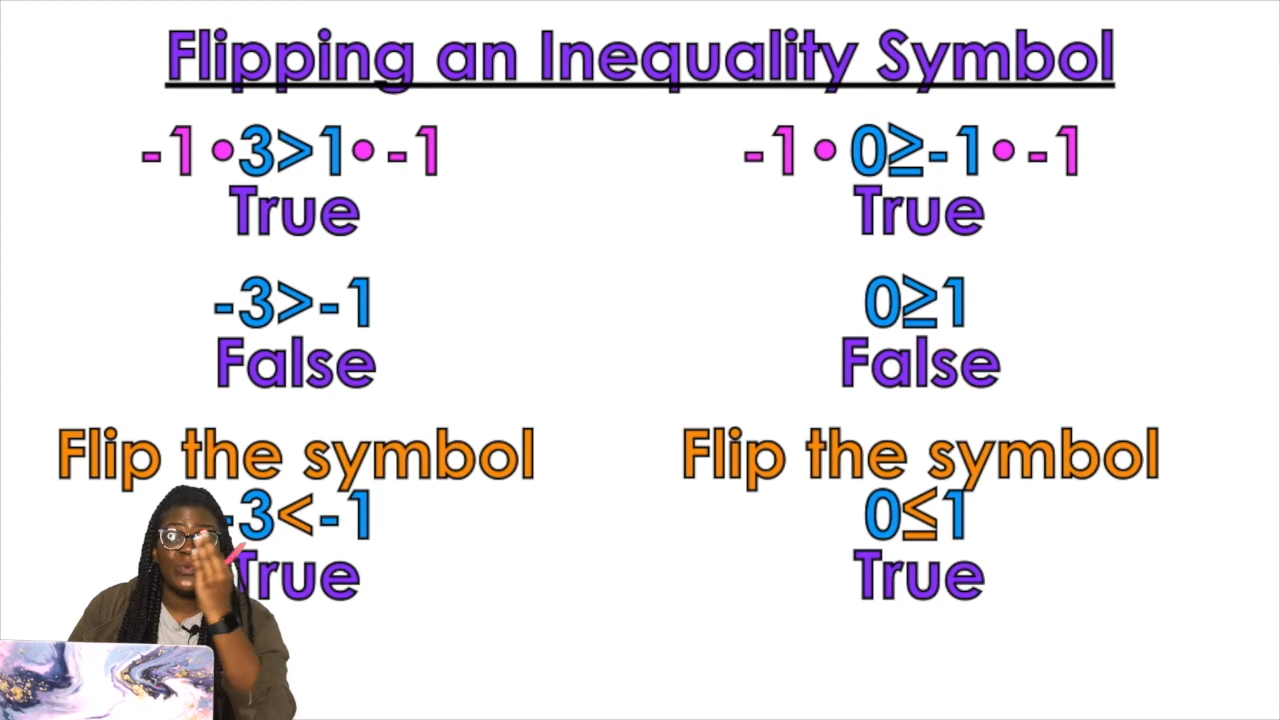 Flipping an Inequality Symbol
-1•3>1•-1
True
-3>-1
False
Flip the symbol
-3<-1
True
-1•0≥-1•-1
True
0≥1
False
Flip the symbol
0≤1
True